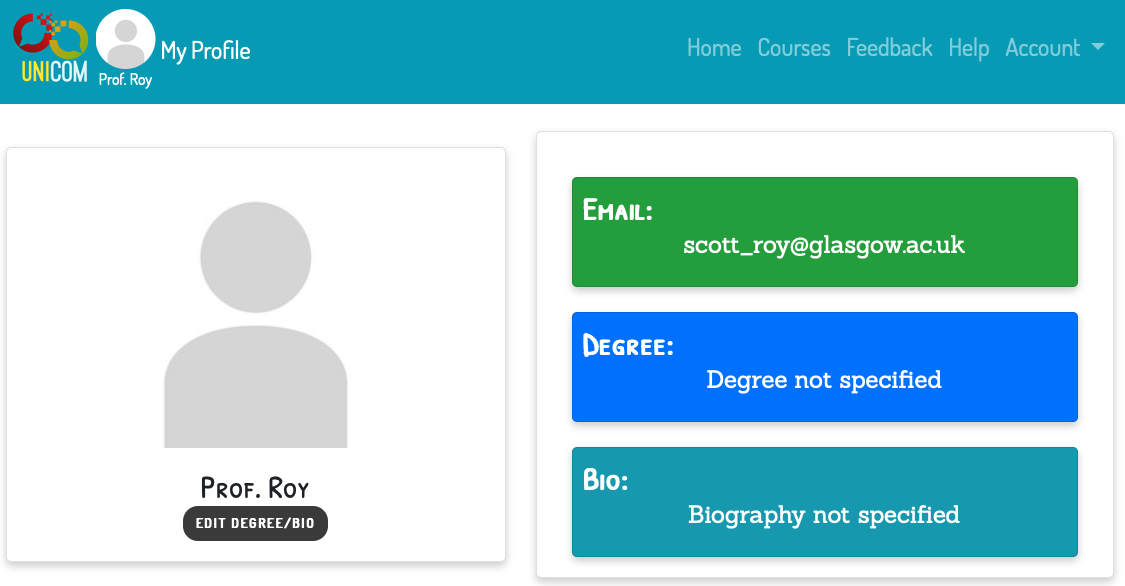 UNICOM
Prof. Roy
My Profile
Home Courses Feedback Help Account
Prof. Roy
EDIT DEGREE/BIO
Email:
scott_roy@glasgow.ac.uk
Degree:
Degree not specified
Bio:
Biography not specified